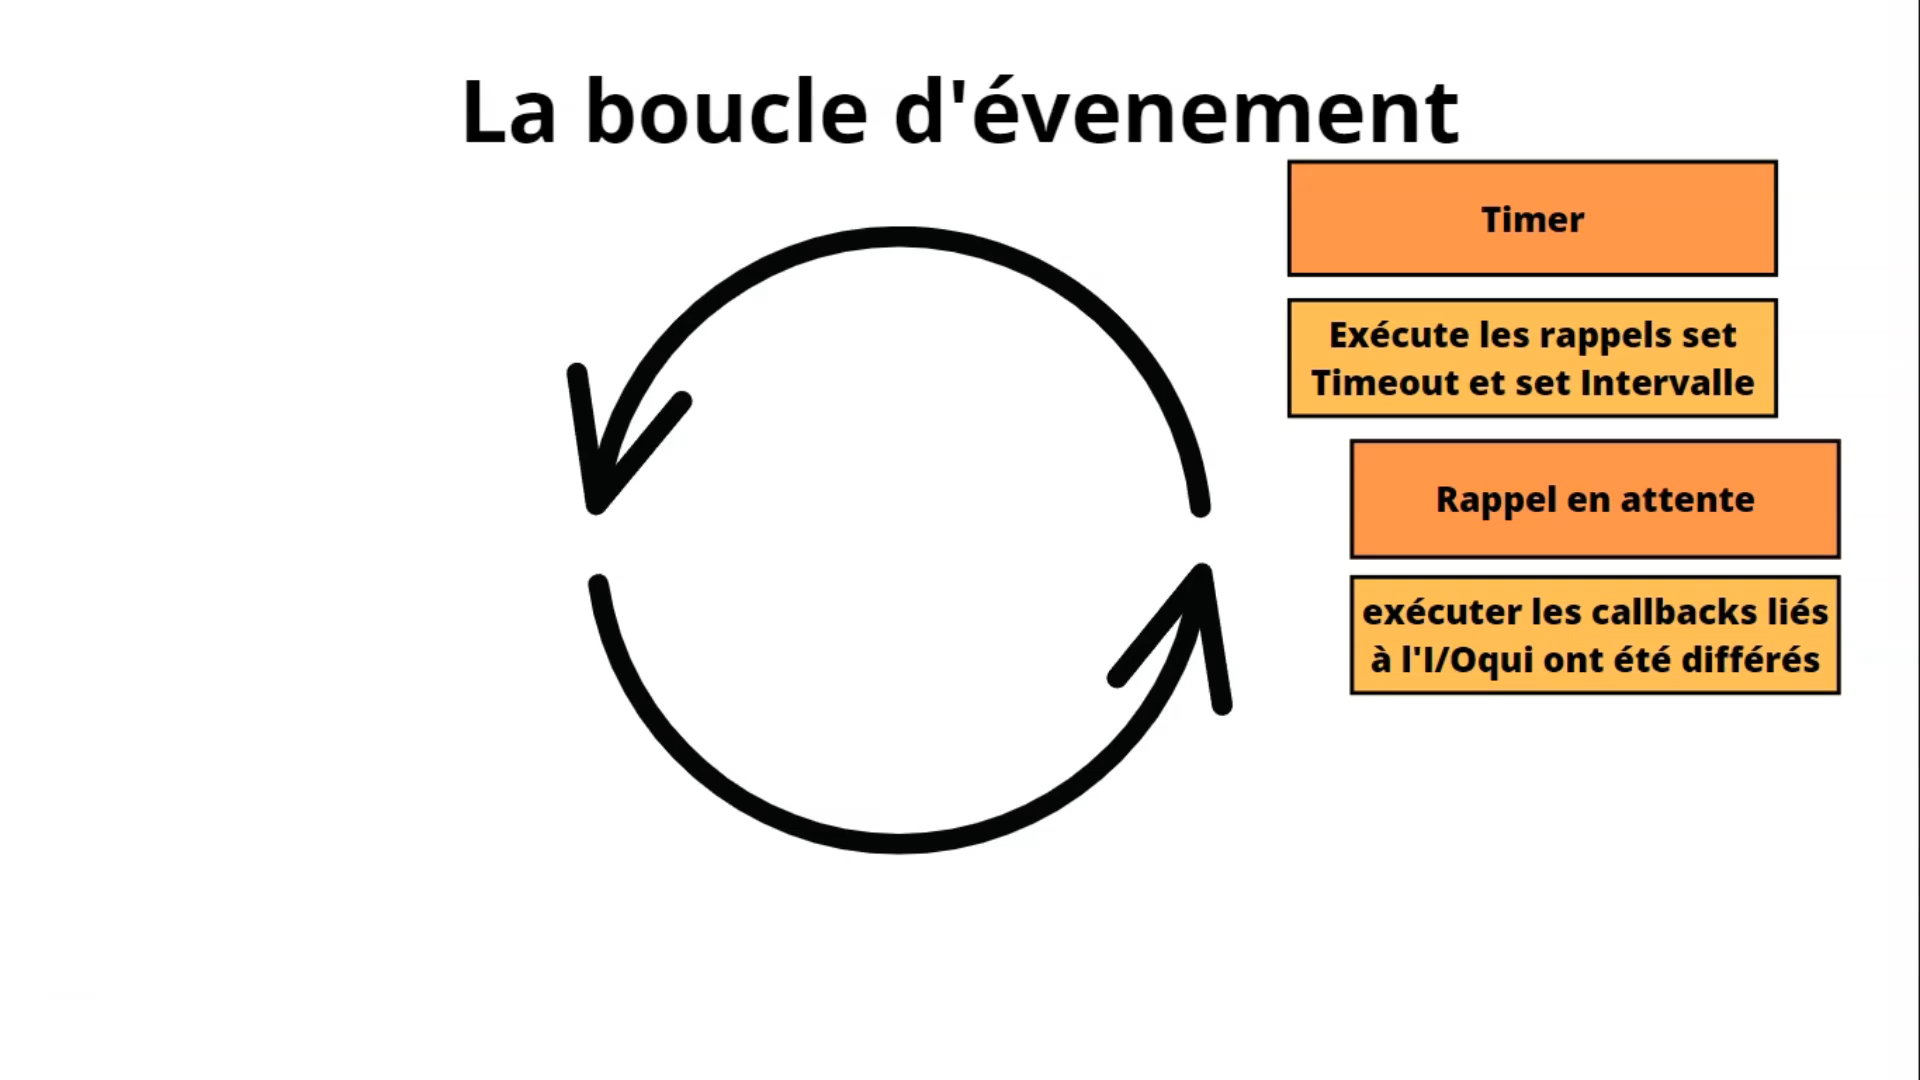 La boucle d'évenement
Timer
Exécute les rappels set
Timeout et set Intervalle
Rappel en attente
exécuter les callbacks liés
à l'I/Oqui ont été différés